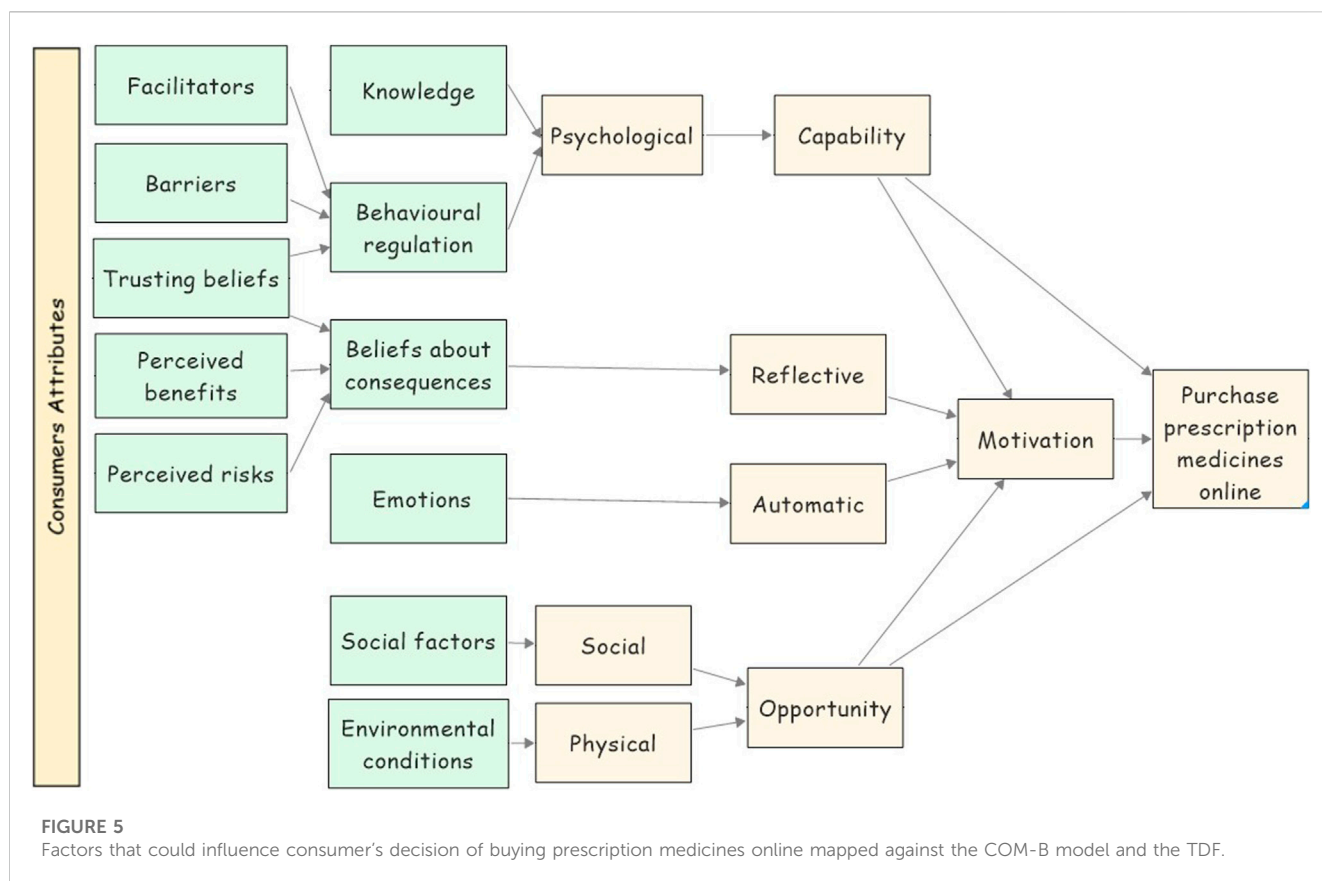 Consumers Attributes
Facilitators
Barriers
Trusting beliefs
Perceived
benefits
Perceived risks
Knowledge
Behavioural
regulation
Beliefs about
consequences
Emotions
Social factors
Environmental
conditions
Psychological
Capability
Reflective
Automatic
Motivation
Social
Physical
Opportunity
Purchase
prescription
medicines
online
FIGURE 5
Factors that could influence consumer’s decision of buying prescription medicines online mapped against the COM-B model and the TDF.